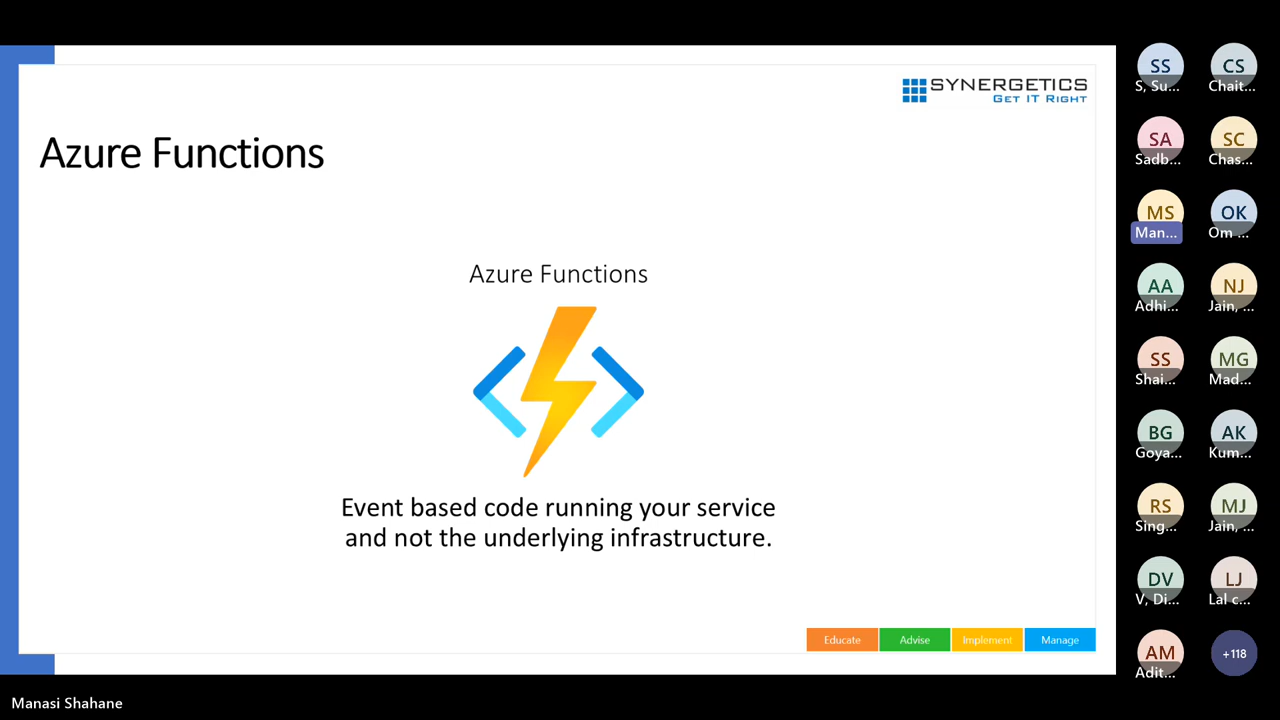 SYNERGETICS
GET IT RIGHT
Azure Functions
Azure Functions
Event based code running your service
and not the underlying infrastructure.
Educate Advise Implement Manage
Manasi Shahane
SS CS
S, Su... Chait...
SA SC
Sadb... Chas...
MS OK
Man... Om ...
AA NJ
Adhi... Jain, ...
SS MG
Shai... Mad...
BG AK
Goya... Kum...
RS MJ
Sing... Jain, ...
DV LJ
V, Di... Lal c...
AM +118
Adit...